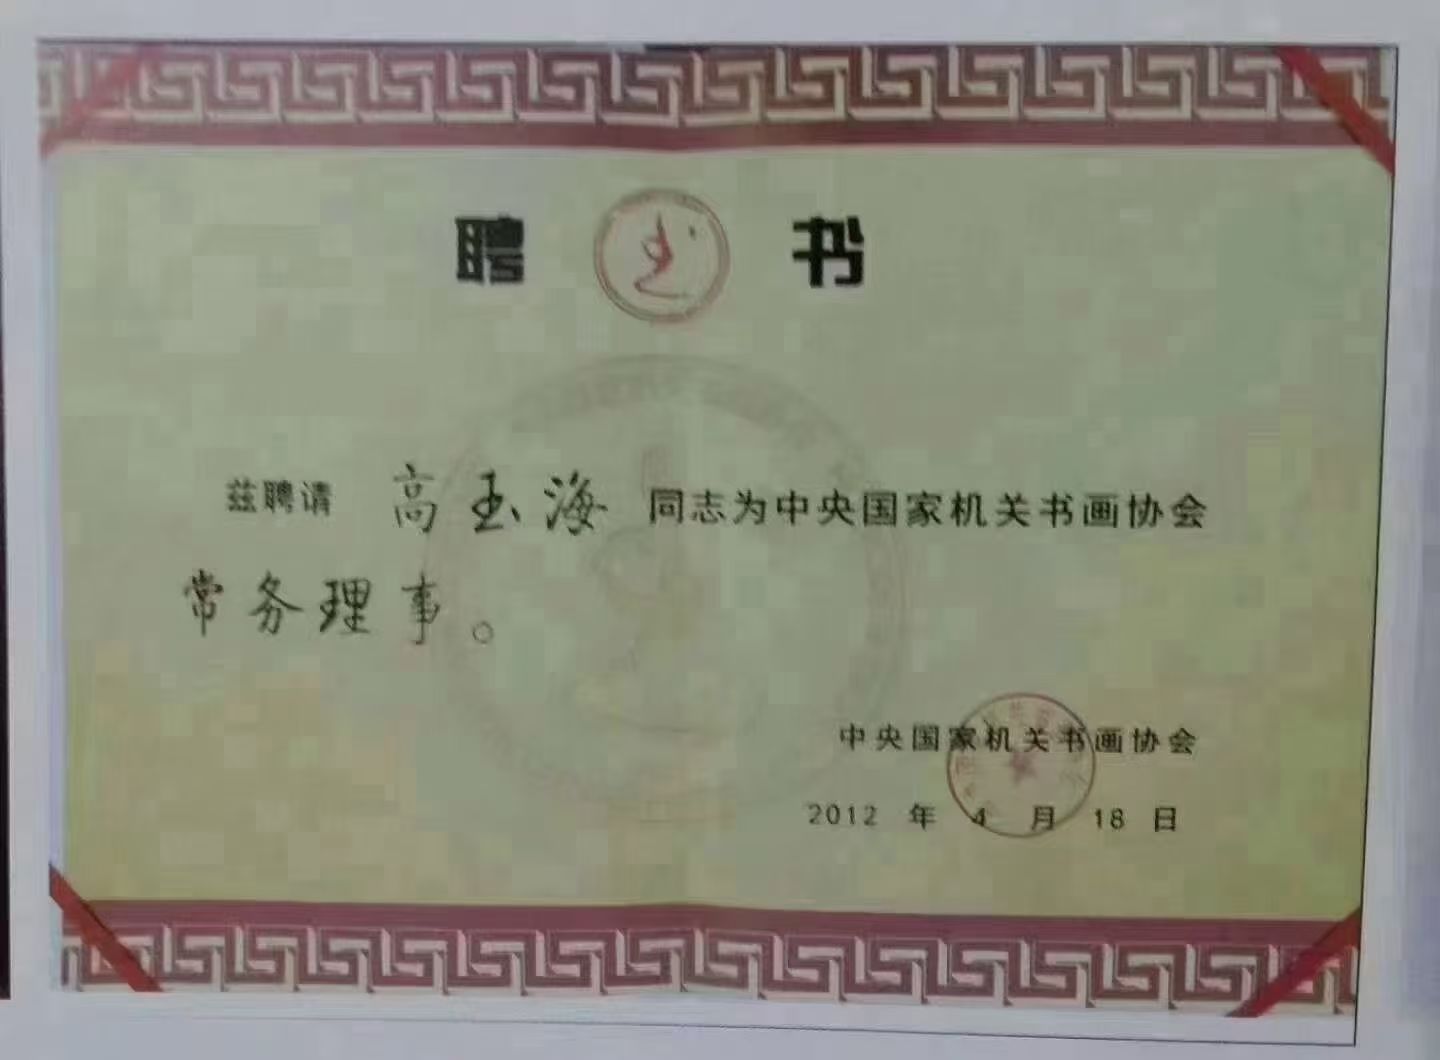 聘 书
兹聘请 高玉海 同志为中央国家机关书画协会
常务理事。
中央国家机关书画协会
2012 年 4 月 18 日